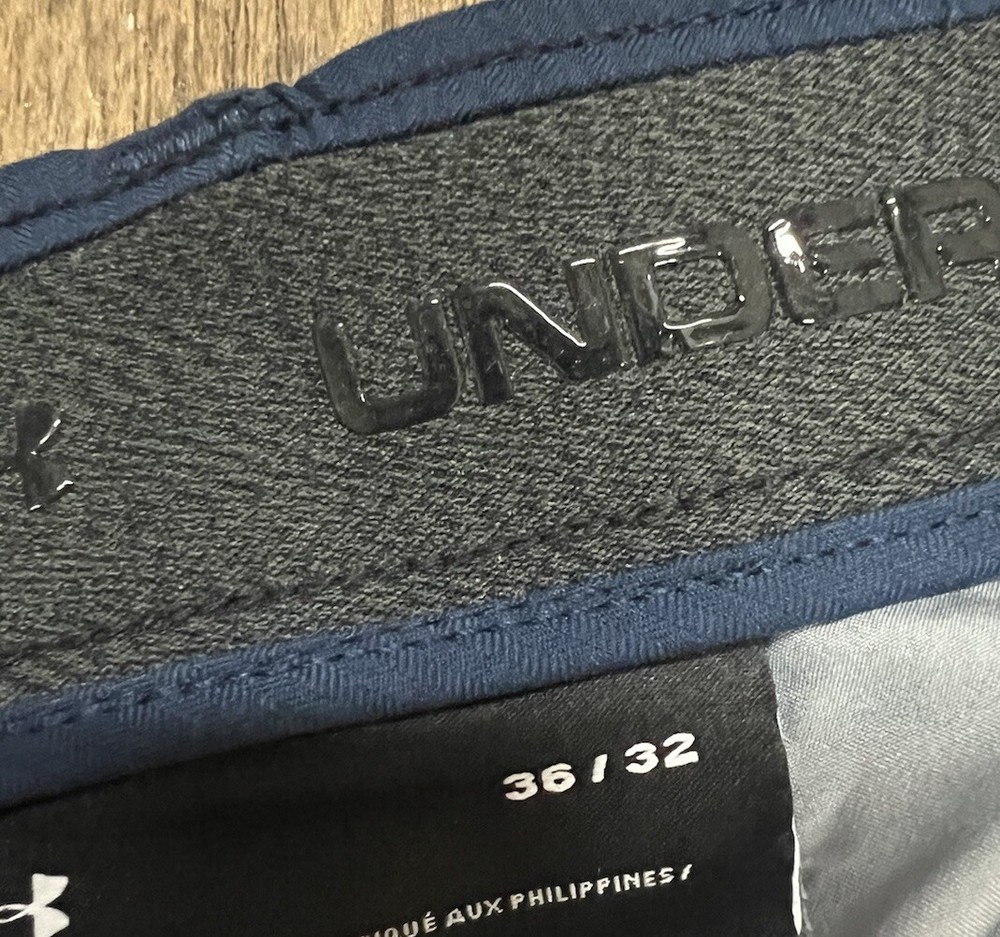 UNDER
36 / 32
QUÉ AUX PHILIPPINES /